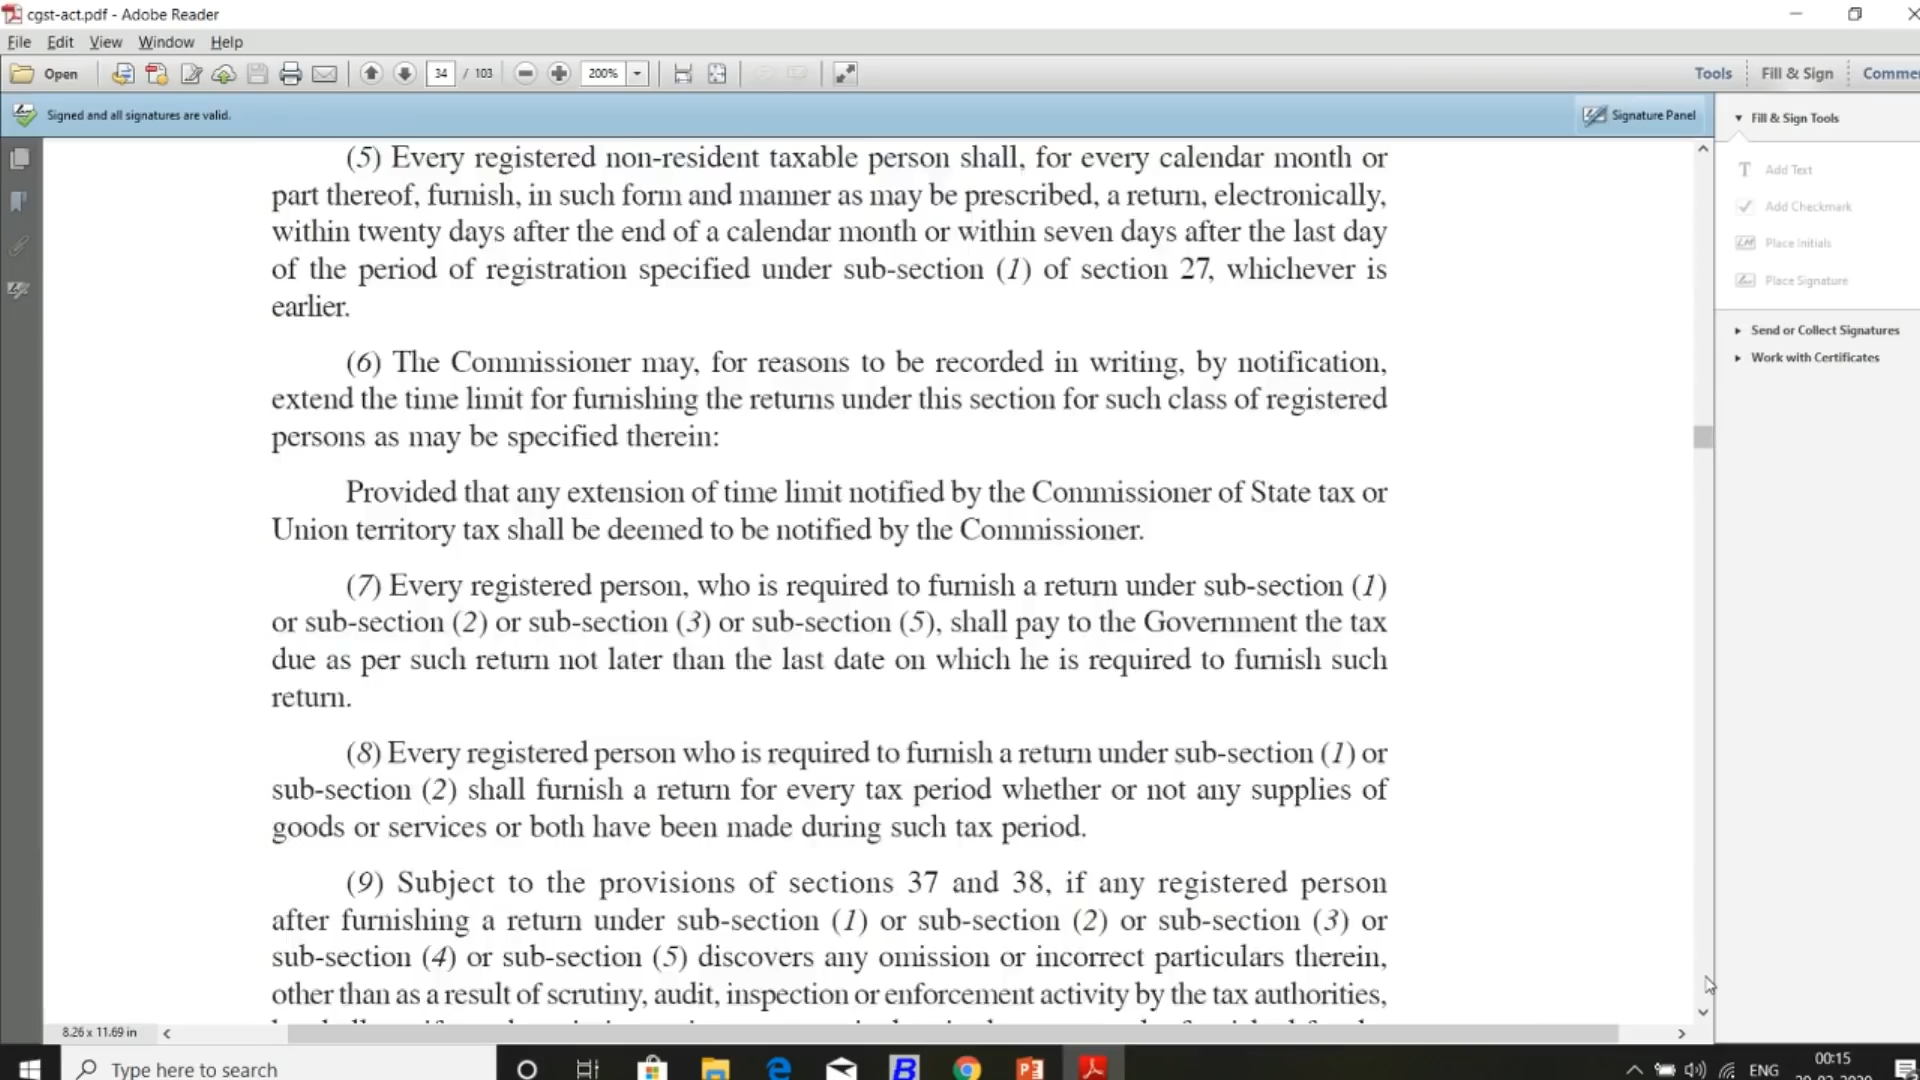 cgst-act.pdf - Adobe Reader
File Edit View Window Help
Open 34 / 103 200% Tools Fill & Sign Comme
Signed and all signatures are valid. Signature Panel
Fill & Sign Tools
Add Text
Add Checkmark
Place Initials
Place Signature
Send or Collect Signatures
Work with Certificates
(5) Every registered non-resident taxable person shall, for every calendar month or
part thereof, furnish, in such form and manner as may be prescribed, a return, electronically,
within twenty days after the end of a calendar month or within seven days after the last day
of the period of registration specified under sub-section (1) of section 27, whichever is
earlier.
(6) The Commissioner may, for reasons to be recorded in writing, by notification,
extend the time limit for furnishing the returns under this section for such class of registered
persons as may be specified therein:
Provided that any extension of time limit notified by the Commissioner of State tax or
Union territory tax shall be deemed to be notified by the Commissioner.
(7) Every registered person, who is required to furnish a return under sub-section (1)
or sub-section (2) or sub-section (3) or sub-section (5), shall pay to the Government the tax
due as per such return not later than the last date on which he is required to furnish such
return.
(8) Every registered person who is required to furnish a return under sub-section (1) or
sub-section (2) shall furnish a return for every tax period whether or not any supplies of
goods or services or both have been made during such tax period.
(9) Subject to the provisions of sections 37 and 38, if any registered person
after furnishing a return under sub-section (1) or sub-section (2) or sub-section (3) or
sub-section (4) or sub-section (5) discovers any omission or incorrect particulars therein,
other than as a result of scrutiny, audit, inspection or enforcement activity by the tax authorities,
8.26 x 11.69 in
Type here to search
ENG
00:15